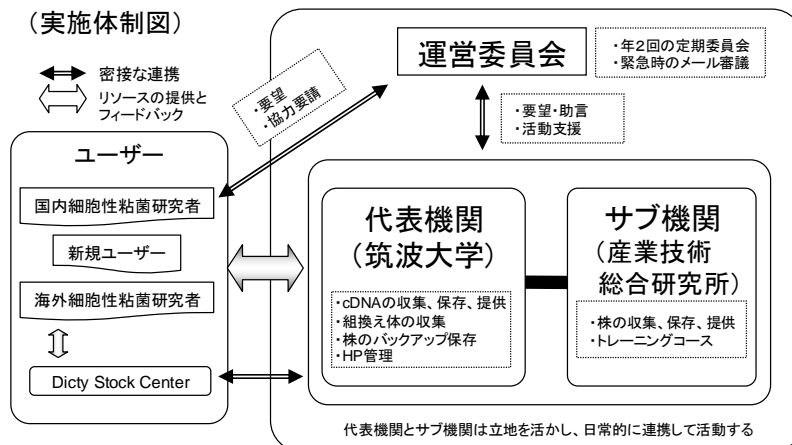 （実施体制図）
密接な連携
リソースの提供と
フィードバック
・要望
・協力要請
運営委員会
・年２回の定期委員会
・緊急時のメール審議
・要望・助言
・活動支援
ユーザー
国内細胞性粘菌研究者
新規ユーザー
海外細胞性粘菌研究者
Dicty Stock Center
代表機関
（筑波大学）
・cDNAの収集、保存、提供
・組換え体の収集
・株のバックアップ保存
・HP管理
サブ機関
（産業技術
総合研究所）
・株の収集、保存、提供
・トレーニングコース
代表機関とサブ機関は立地を活かし、日常的に連携して活動する